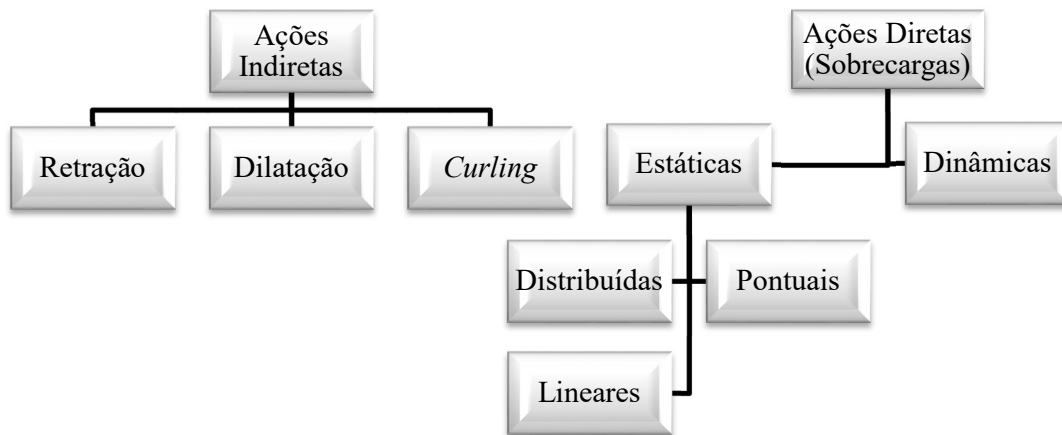 Ações
Indiretas
Retração
Dilatação
Curling
Ações Diretas
(Sobrecargas)
Estáticas
Dinâmicas
Distribuídas
Pontuais
Lineares